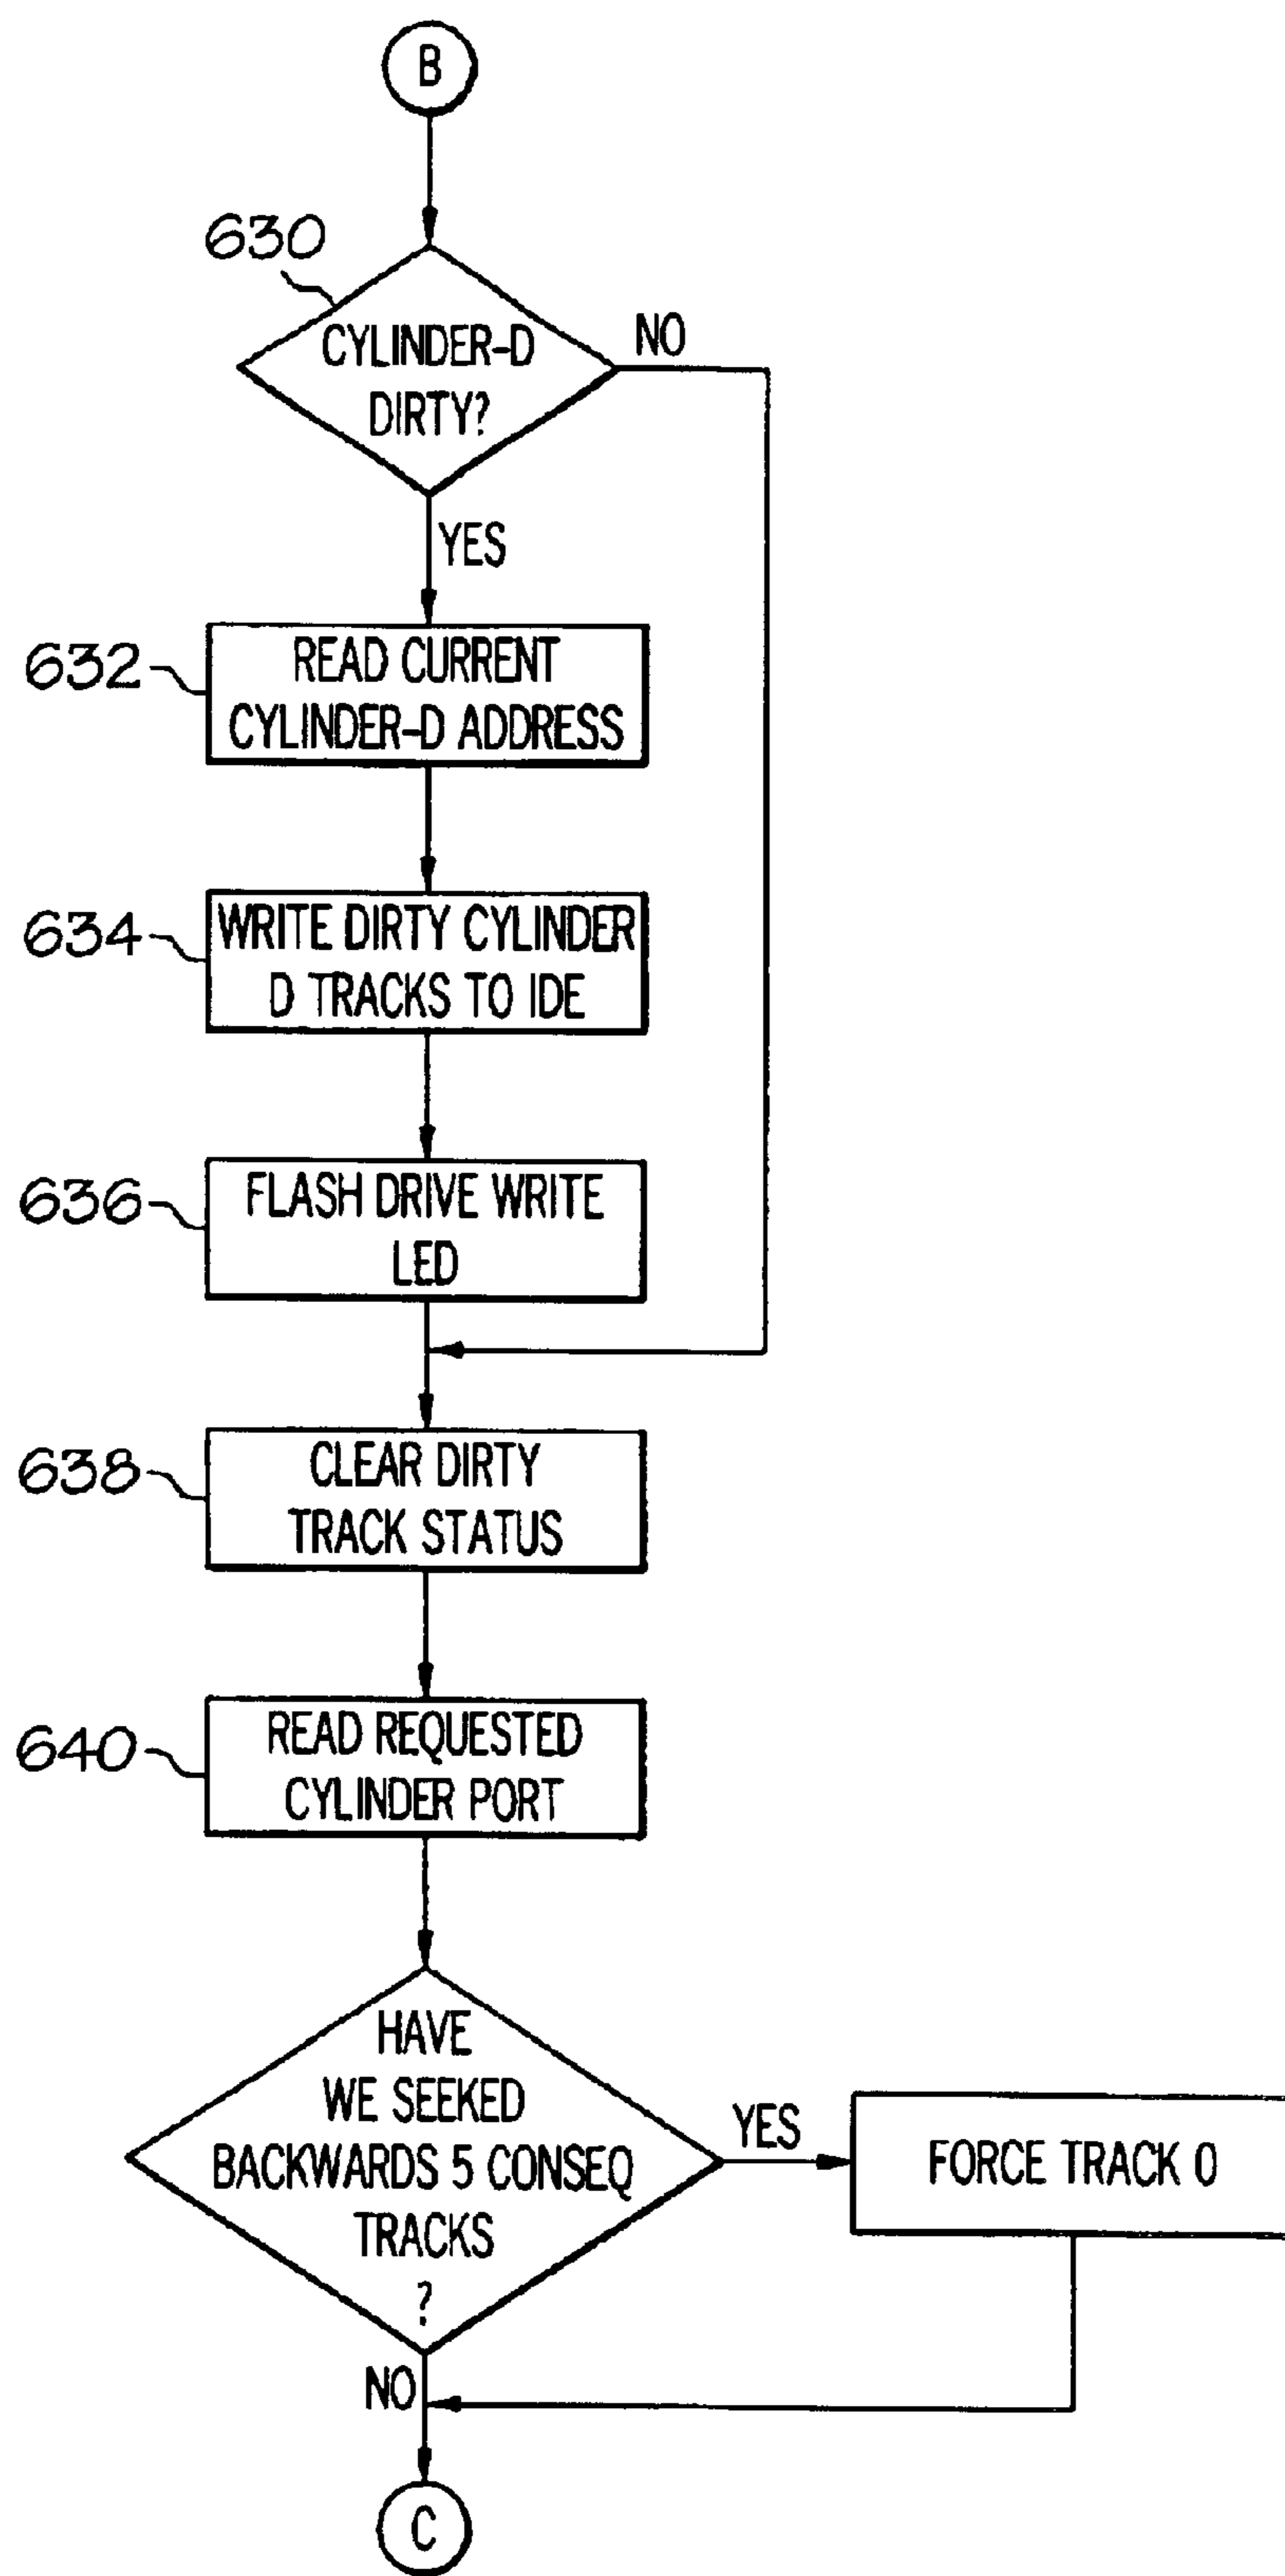 B
630
CYLINDER-D
DIRTY?
NO
YES
632
READ CURRENT
CYLINDER-D ADDRESS
634
WRITE DIRTY CYLINDER
D TRACKS TO IDE
636
FLASH DRIVE WRITE
LED
638
CLEAR DIRTY
TRACK STATUS
640
READ REQUESTED
CYLINDER PORT
HAVE
WE SEEKED
BACKWARDS 5 CONSEQ
TRACKS
?
YES
FORCE TRACK 0
NO
C